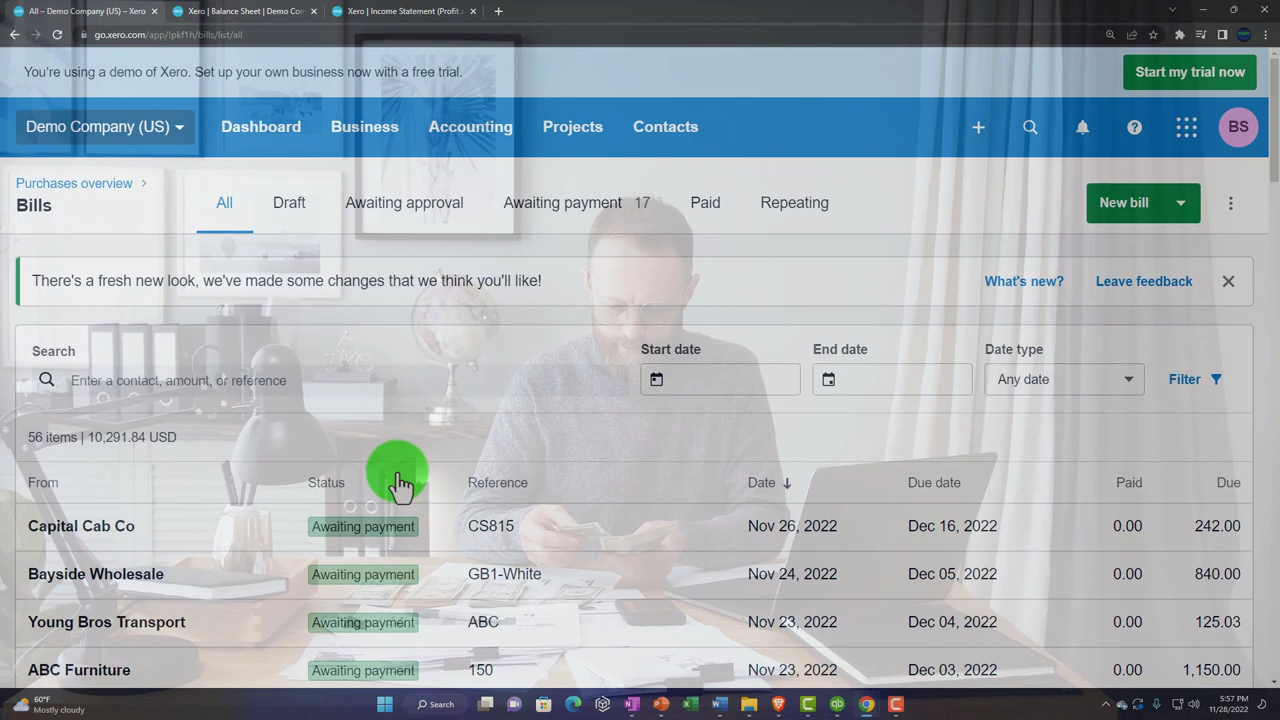 All – Demo Company (US) – Xero
Xero | Balance Sheet | Demo Con
Xero | Income Statement (Profit a
go.xero.com/app/!pkf1h/bills/list/all
You're using a demo of Xero. Set up your own business now with a free trial.
Start my trial now
Demo Company (US)
Dashboard
Business
Accounting
Projects
Contacts
BS
Purchases overview
Bills
All
Draft
Awaiting approval
Awaiting payment 17
Paid
Repeating
New bill
There's a fresh new look, we've made some changes that we think you'll like!
What's new?
Leave feedback
Search
Enter a contact, amount, or reference
Start date
End date
Date type
Any date
Filter
56 items | 10,291.84 USD
From Status Reference Date Due date Paid Due
Capital Cab Co Awaiting payment CS815 Nov 26, 2022 Dec 16, 2022 0.00 242.00
Bayside Wholesale Awaiting payment GB1-White Nov 24, 2022 Dec 05, 2022 0.00 840.00
Young Bros Transport Awaiting payment ABC Nov 23, 2022 Dec 04, 2022 0.00 125.03
ABC Furniture Awaiting payment 150 Nov 23, 2022 Dec 03, 2022 0.00 1,150.00
60°F
Mostly cloudy
Search
5:57 PM
11/28/2022